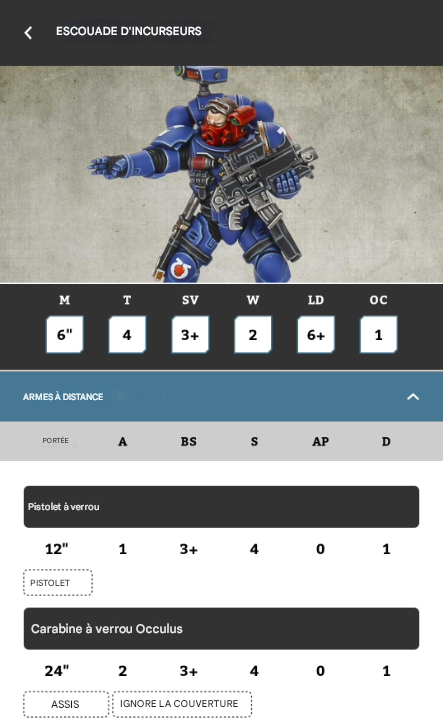 ESCOUADE D'INCURSEURS
M T SV W LD OC
6" 4 3+ 2 6+ 1
ARMES À DISTANCE
PORTÉE A BS S AP D
Pistolet à verrou
12" 1 3+ 4 0 1
PISTOLET
Carabine à verrou Occulus
24" 2 3+ 4 0 1
ASSIS IGNORE LA COUVERTURE